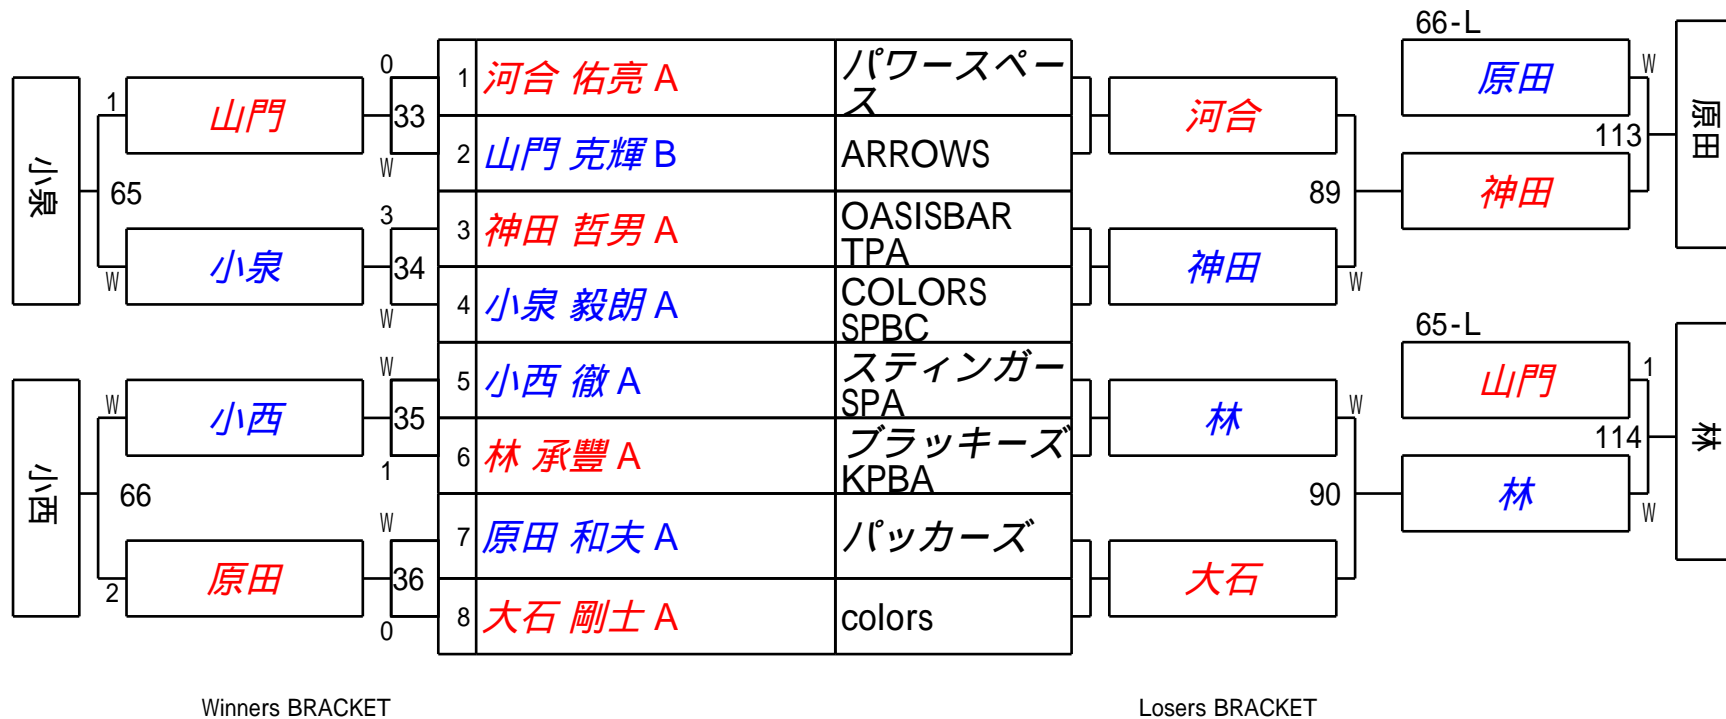 66-L
0
1 河合 佑亮 A パワースペー
ス
W
原田
1
山門
33
河合
113
原田
W
2 山門 克輝 B ARROWS
小泉
65
89
神田
3
3 神田 哲男 A OASISBAR
TPA
W
小泉
34
神田
W
W
4 小泉 毅朗 A COLORS
SPBC
65-L
W
5 小西 徹 A スティンガー
SPA
山門
1
W
小西
35
林
W
114
林
1
6 林 承豐 A ブラッキーズ
KPBA
小西
66
90
林
W
W
7 原田 和夫 A パッカーズ
2
原田
36
大石
0
8 大石 剛士 A colors
Winners BRACKET
Losers BRACKET